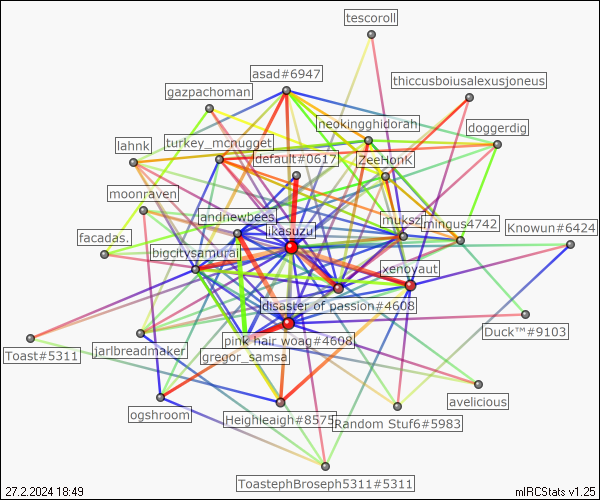 tescoroll
asad#6947
thiccusboiusalexusjoneus
gazpachoman
neokingghidorah
doggerdig
lahnk
turkey_mcnugget
default#0617
ZeeHonK
moonraven
andnewbees
muksz
mingus4742
Knowun#6424
ikasuzu
facadas.
bigcitysamurai
xenoyaut
disaster of passion#4608
Duck™#9103
pink hair woag#4608
Toast#5311
jarlbreadmaker
gregor_samsa
avelicious
ogshroom
Heighleaigh#8575
Random Stuf6#5983
ToastephBroseph5311#5311
27.2.2024 18:49
mIRCStats v1.25